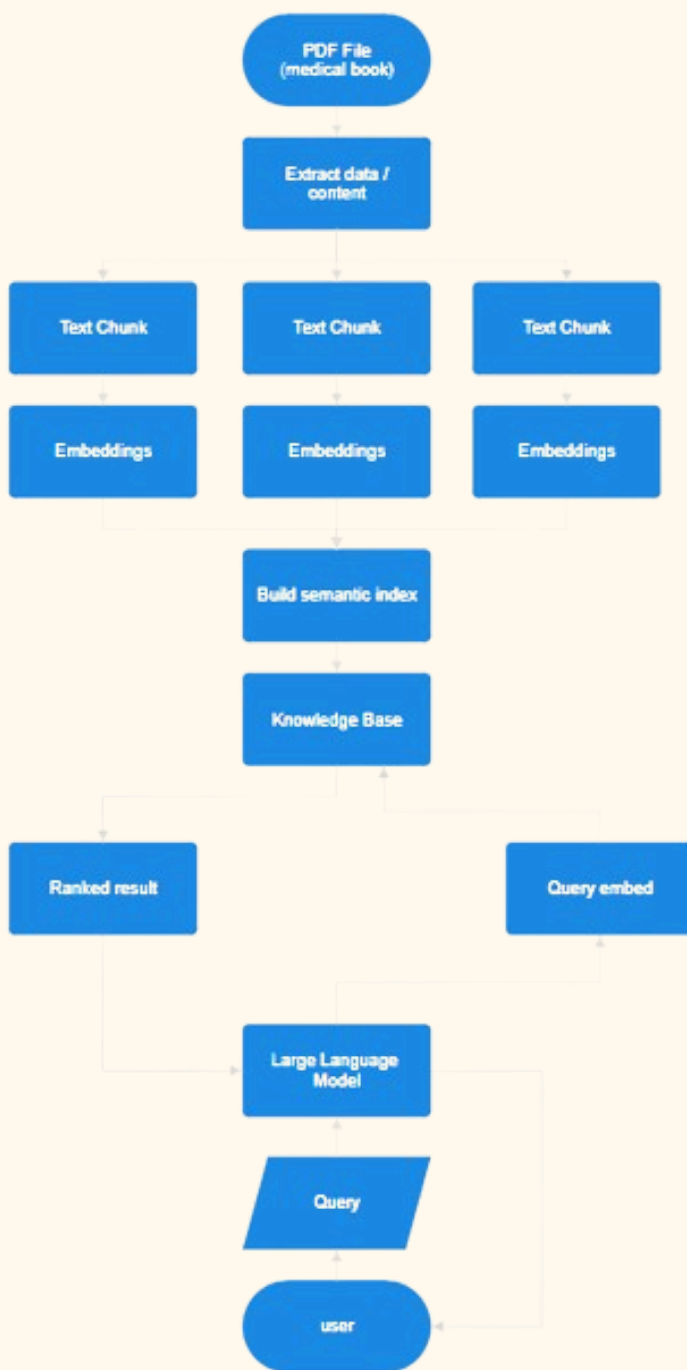 PDF File
(medical book)
Extract data /
content
Text Chunk
Text Chunk
Text Chunk
Embeddings
Embeddings
Embeddings
Build semantic index
Knowledge Base
Ranked result
Query embed
Large Language
Model
Query
user